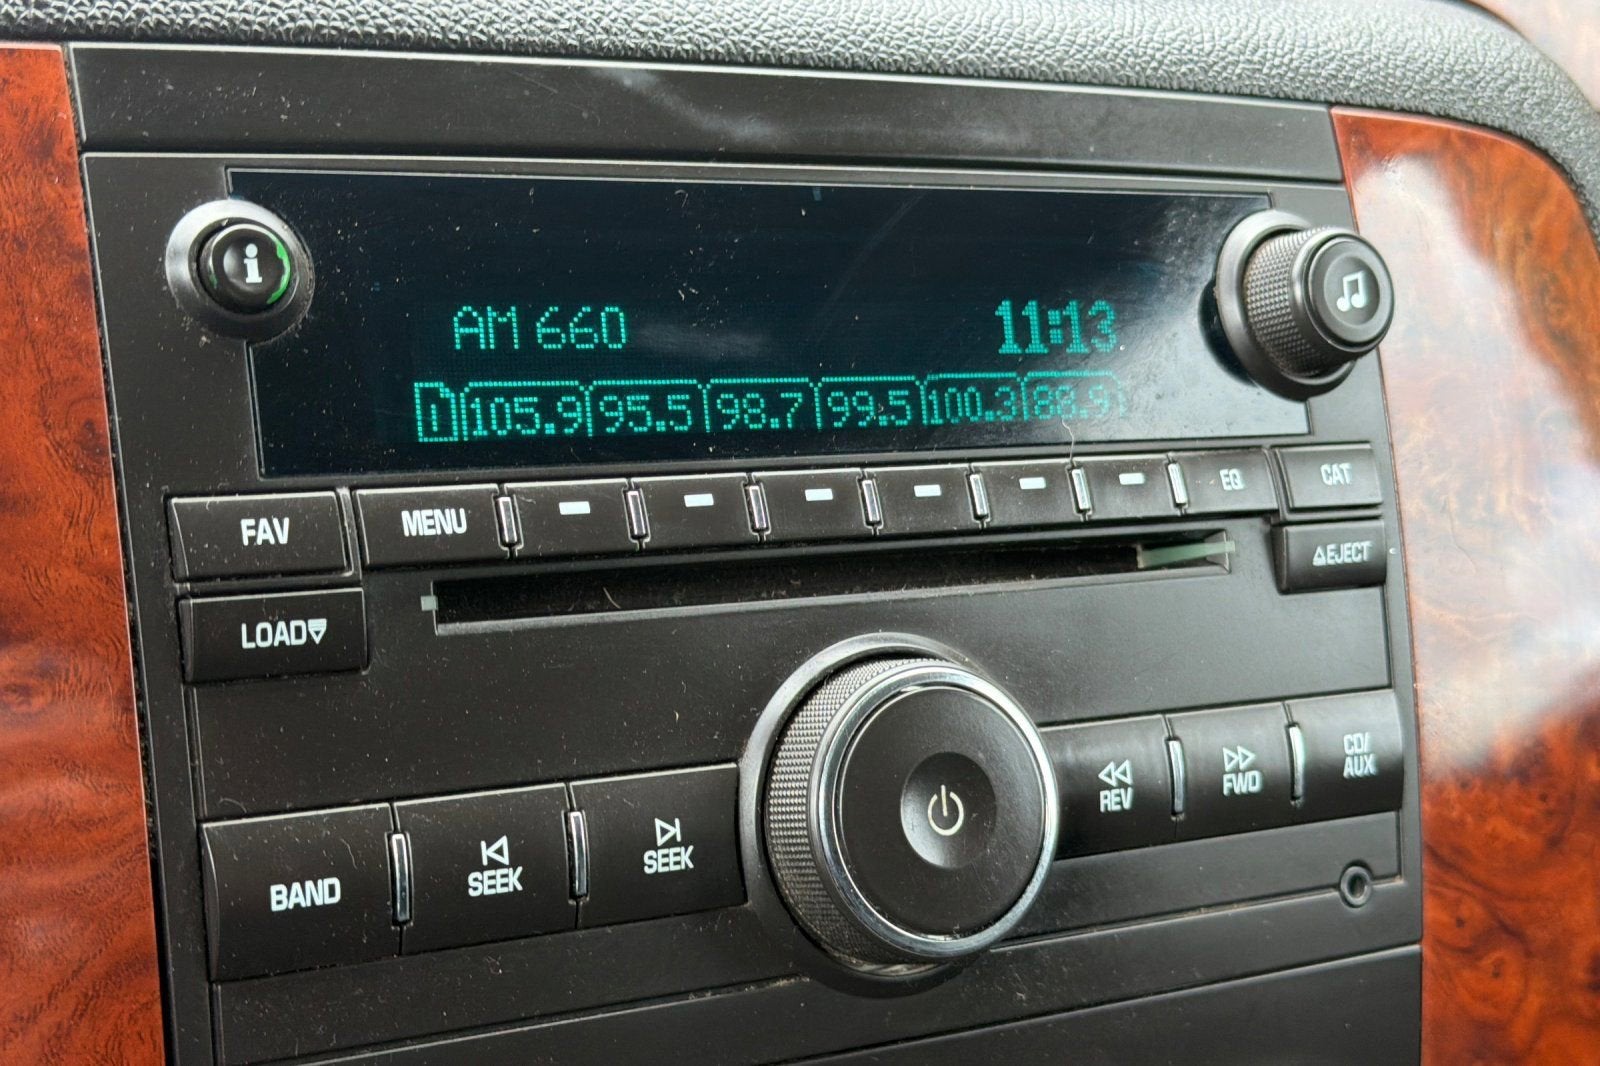 i
AM 660 11:13
1 105.9 95.5 98.7 99.5 100.3 88.9
FAV MENU EQ CAT
LOAD EJECT
BAND SEEK SEEK REV FWD CD/
AUX